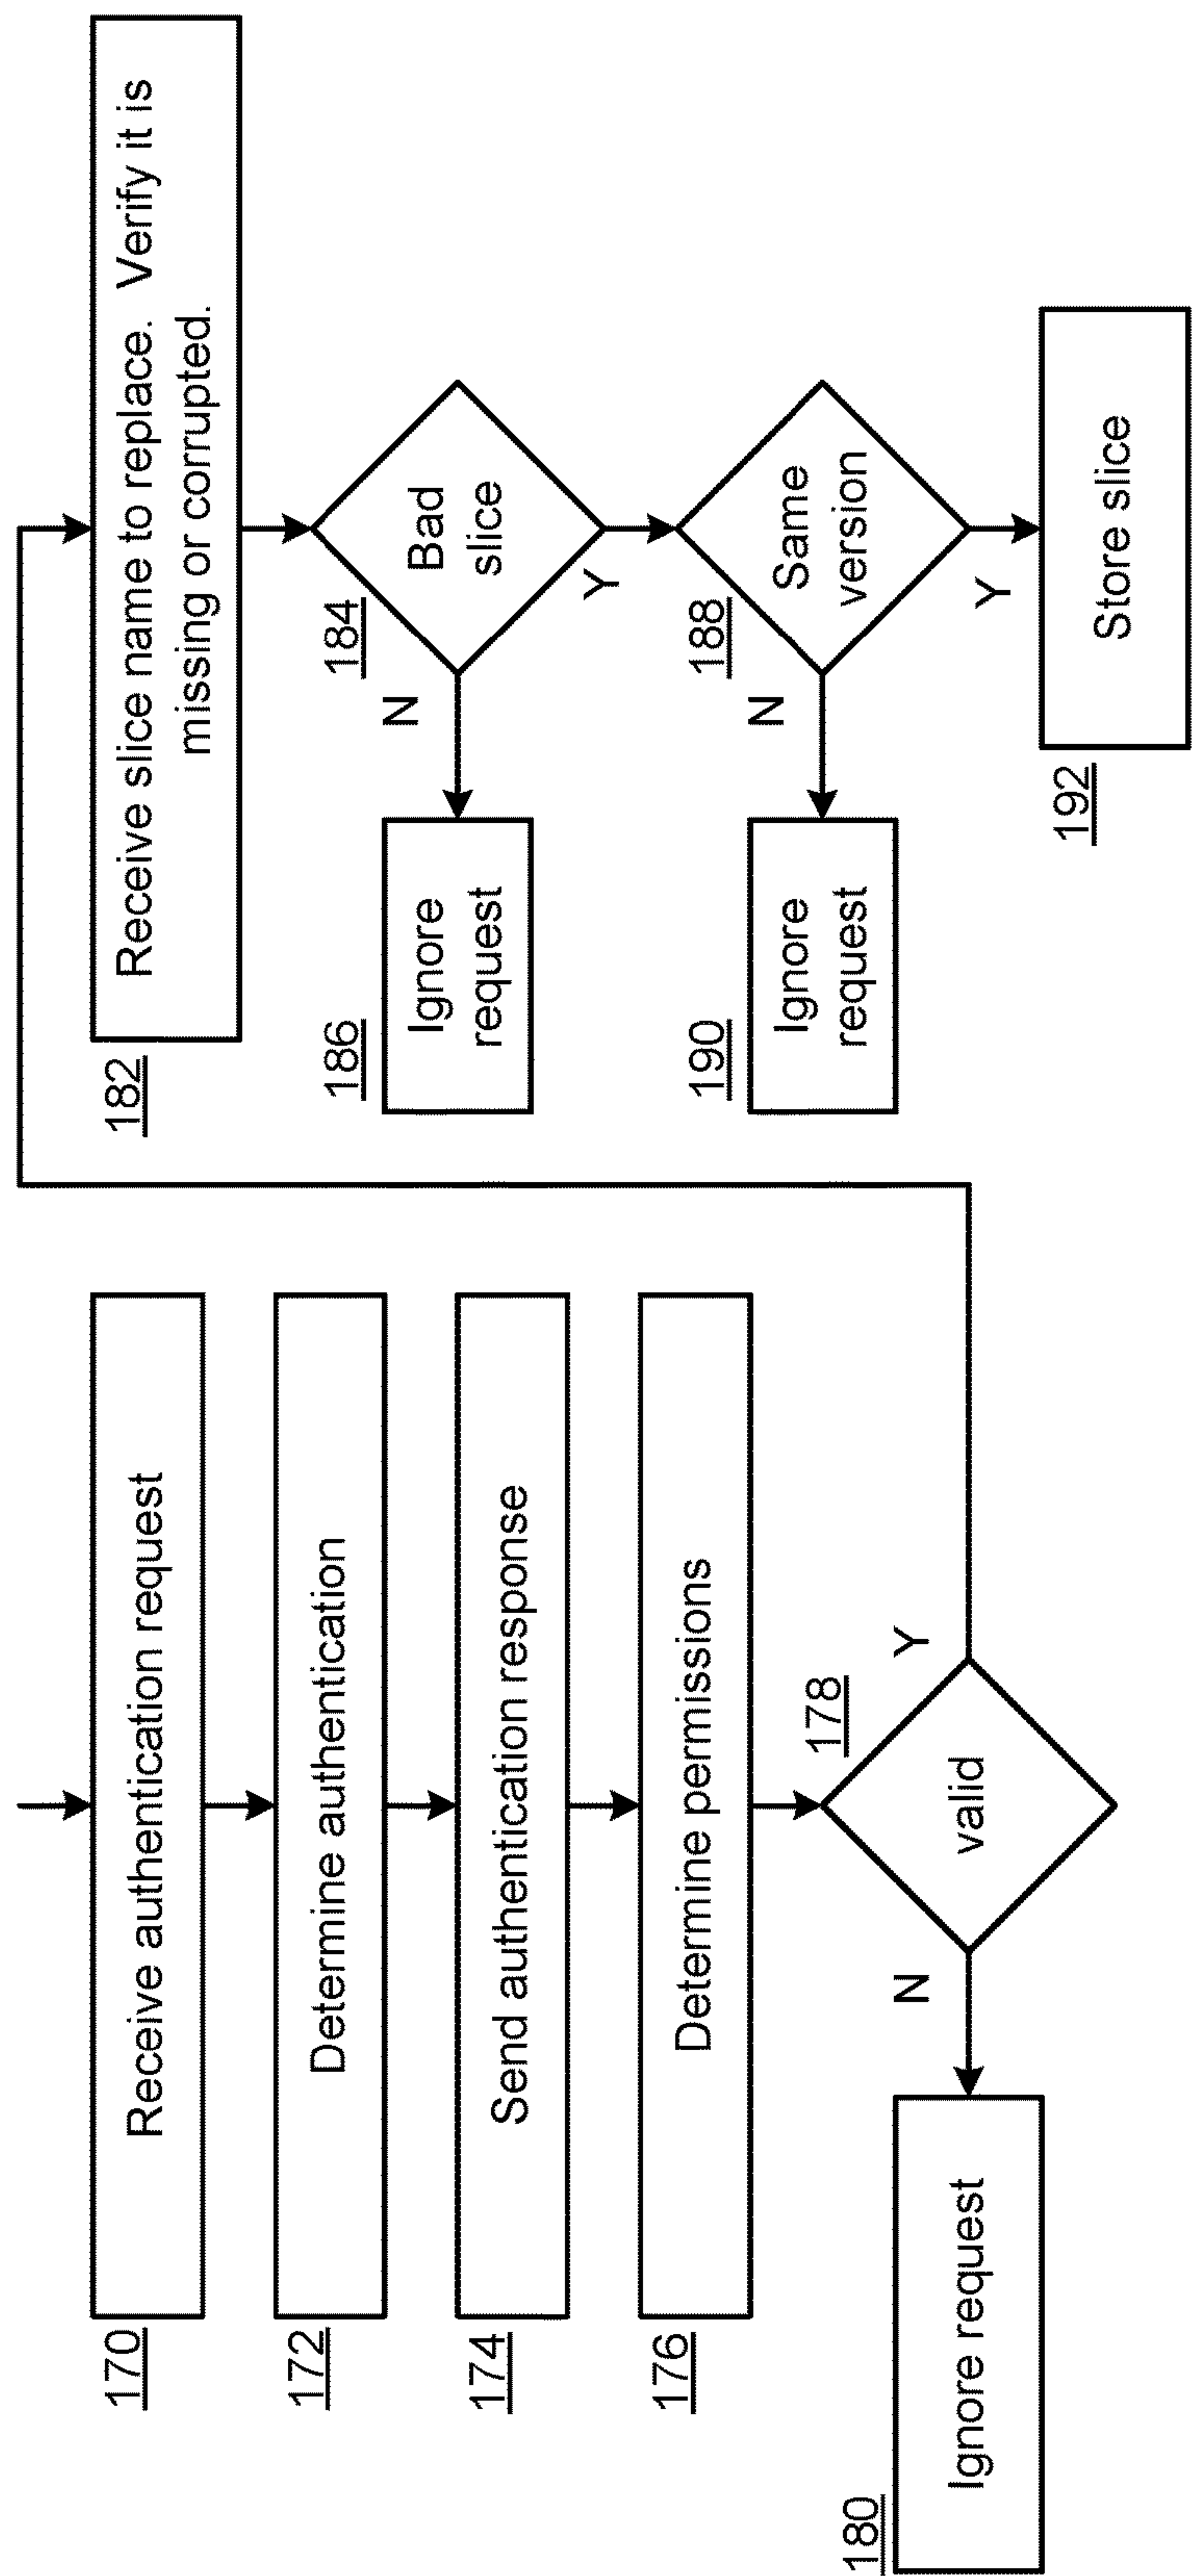 170
Receive authentication request
172
Determine authentication
174
Send authentication response
176
Determine permissions
178
valid
N
Y
180
Ignore request
182
Receive slice name to replace. Verify it is
missing or corrupted.
184
Bad
slice
N
Y
186
Ignore
request
188
Same
version
N
Y
190
Ignore
request
192
Store slice